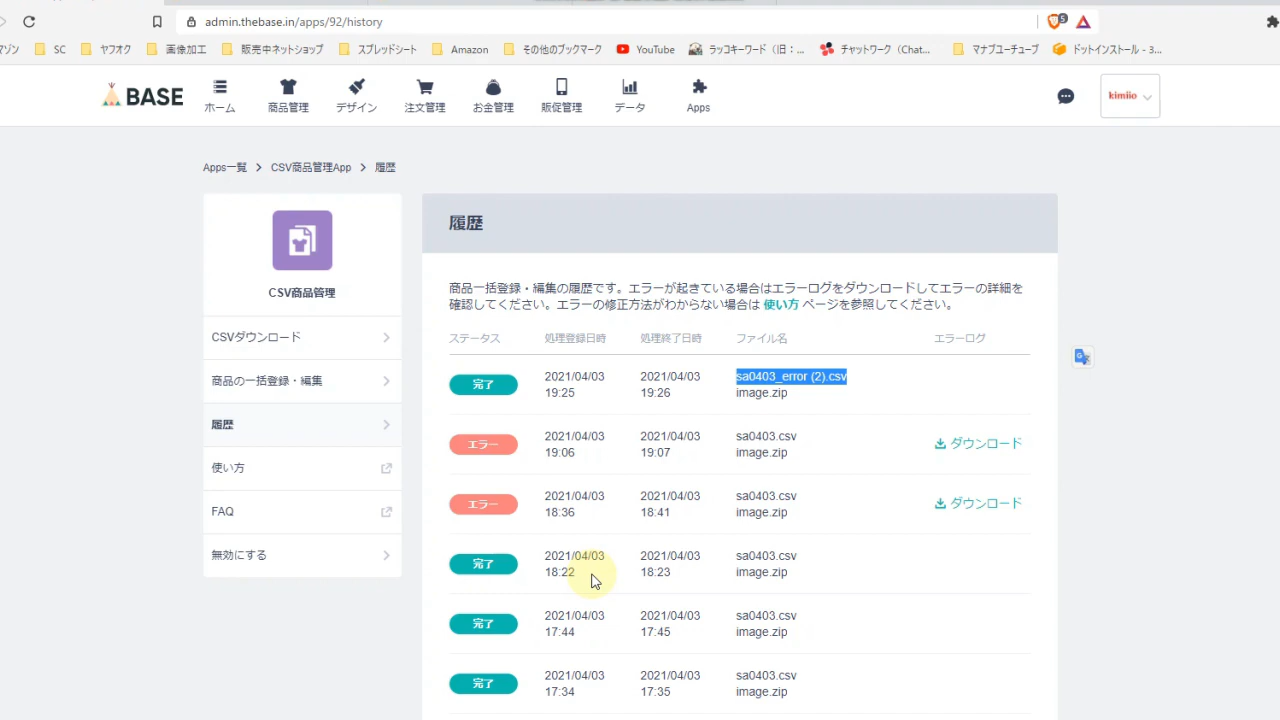 admin.thebase.in/apps/92/history
5
マゾン SC ヤフオク 画像加工 販売中ネットショップ スプレッドシート Amazon その他のブックマーク YouTube ラッコキーワード（旧：... チャットワーク（Chat... マナブユーチューブ ドットインストール - 3...
BASE
ホーム 商品管理 デザイン 注文管理 お金管理 販促管理 データ Apps
kimiio
Apps一覧 > CSV商品管理App > 履歴
CSV商品管理
CSVダウンロード
商品の一括登録・編集
履歴
使い方
FAQ
無効にする
履歴
商品一括登録・編集の履歴です。エラーが起きている場合はエラーログをダウンロードしてエラーの詳細を
確認してください。エラーの修正方法がわからない場合は 使い方 ページを参照してください。
ステータス 処理登録日時 処理終了日時 ファイル名 エラーログ
完了 2021/04/03 19:25 2021/04/03 19:26 sa0403_error (2).csv image.zip
エラー 2021/04/03 19:06 2021/04/03 19:07 sa0403.csv image.zip ダウンロード
エラー 2021/04/03 18:36 2021/04/03 18:41 sa0403.csv image.zip ダウンロード
完了 2021/04/03 18:22 2021/04/03 18:23 sa0403.csv image.zip
完了 2021/04/03 17:44 2021/04/03 17:45 sa0403.csv image.zip
完了 2021/04/03 17:34 2021/04/03 17:35 sa0403.csv image.zip